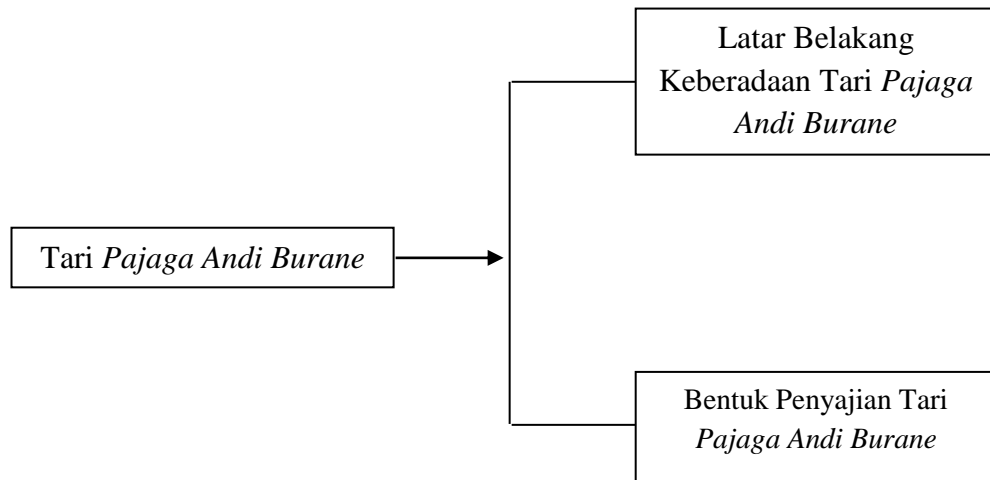 Latar Belakang
Keberadaan Tari Pajaga
Andi Burane
Tari Pajaga Andi Burane
Bentuk Penyajian Tari
Pajaga Andi Burane